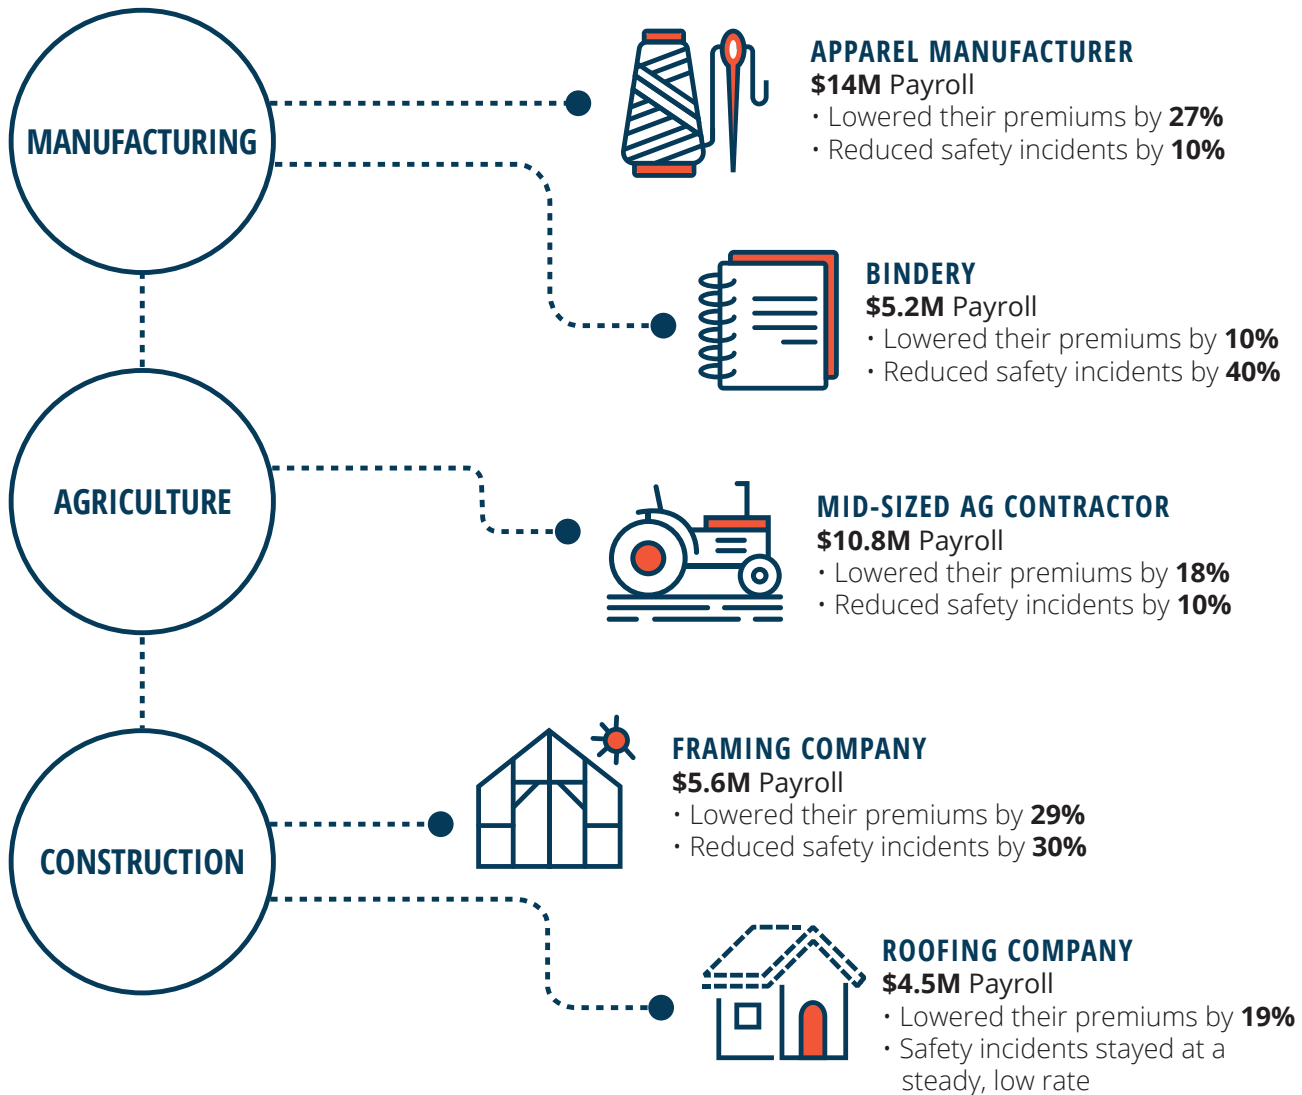 MANUFACTURING
APPAREL MANUFACTURER
$14M Payroll
· Lowered their premiums by 27%
· Reduced safety incidents by 10%
BINDERY
$5.2M Payroll
· Lowered their premiums by 10%
· Reduced safety incidents by 40%
AGRICULTURE
MID-SIZED AG CONTRACTOR
$10.8M Payroll
· Lowered their premiums by 18%
· Reduced safety incidents by 10%
CONSTRUCTION
FRAMING COMPANY
$5.6M Payroll
· Lowered their premiums by 29%
· Reduced safety incidents by 30%
ROOFING COMPANY
$4.5M Payroll
· Lowered their premiums by 19%
· Safety incidents stayed at a
steady, low rate